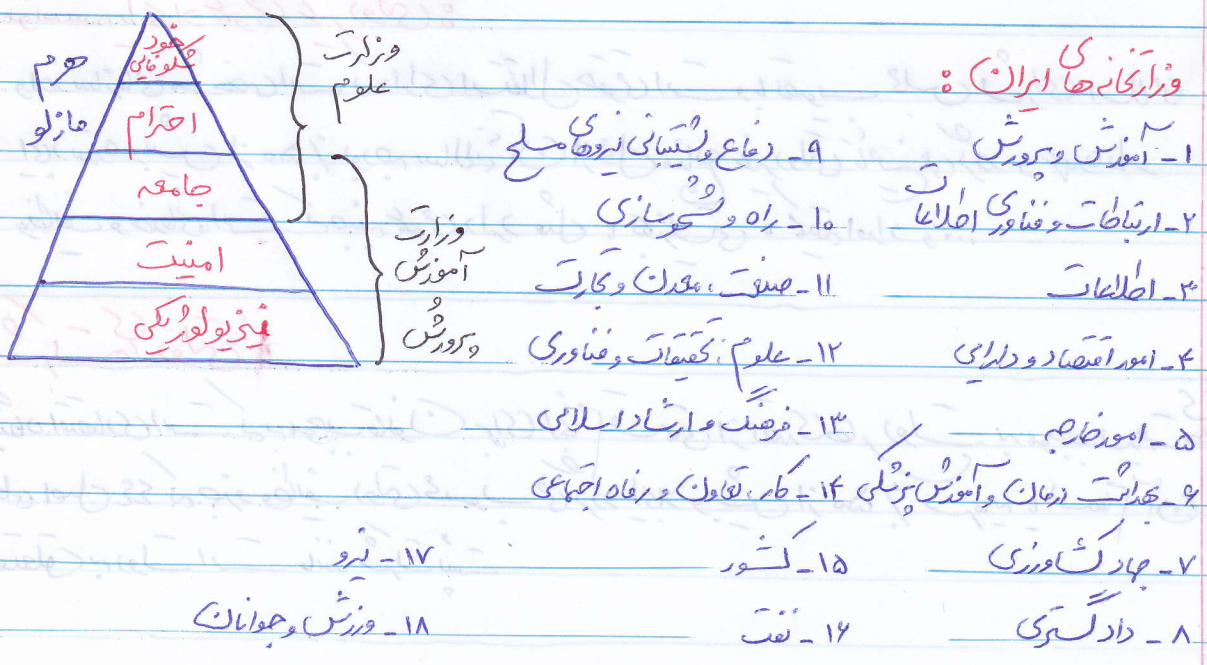 وزارتخانه‌های ایران :
۱- آموزش و پرورش
۲- ارتباطات و فناوری اطلاعات
۳- اطلاعات
۴- امور اقتصاد و دارایی
۵- امور خارجه
۶- بهداشت درمان و آموزش پزشکی
۷- جهاد کشاورزی
۸- دادگستری
۹- دفاع و پشتیبانی نیروهای مسلح
۱۰- راه و شهرسازی
۱۱- صنعت، معدن و تجارت
۱۲- علوم، تحقیقات و فناوری
۱۳- فرهنگ و ارشاد اسلامی
۱۴- کار، تعاون و رفاه اجتماعی
۱۵- کشور
۱۶- نفت
۱۷- نیرو
۱۸- ورزش و جوانان
هرم
مازلو
خود
شکوفایی
احترام
جامعه
امنیت
فیزیولوژیکی
وزارت
علوم
وزارت
آموزش
پرورش